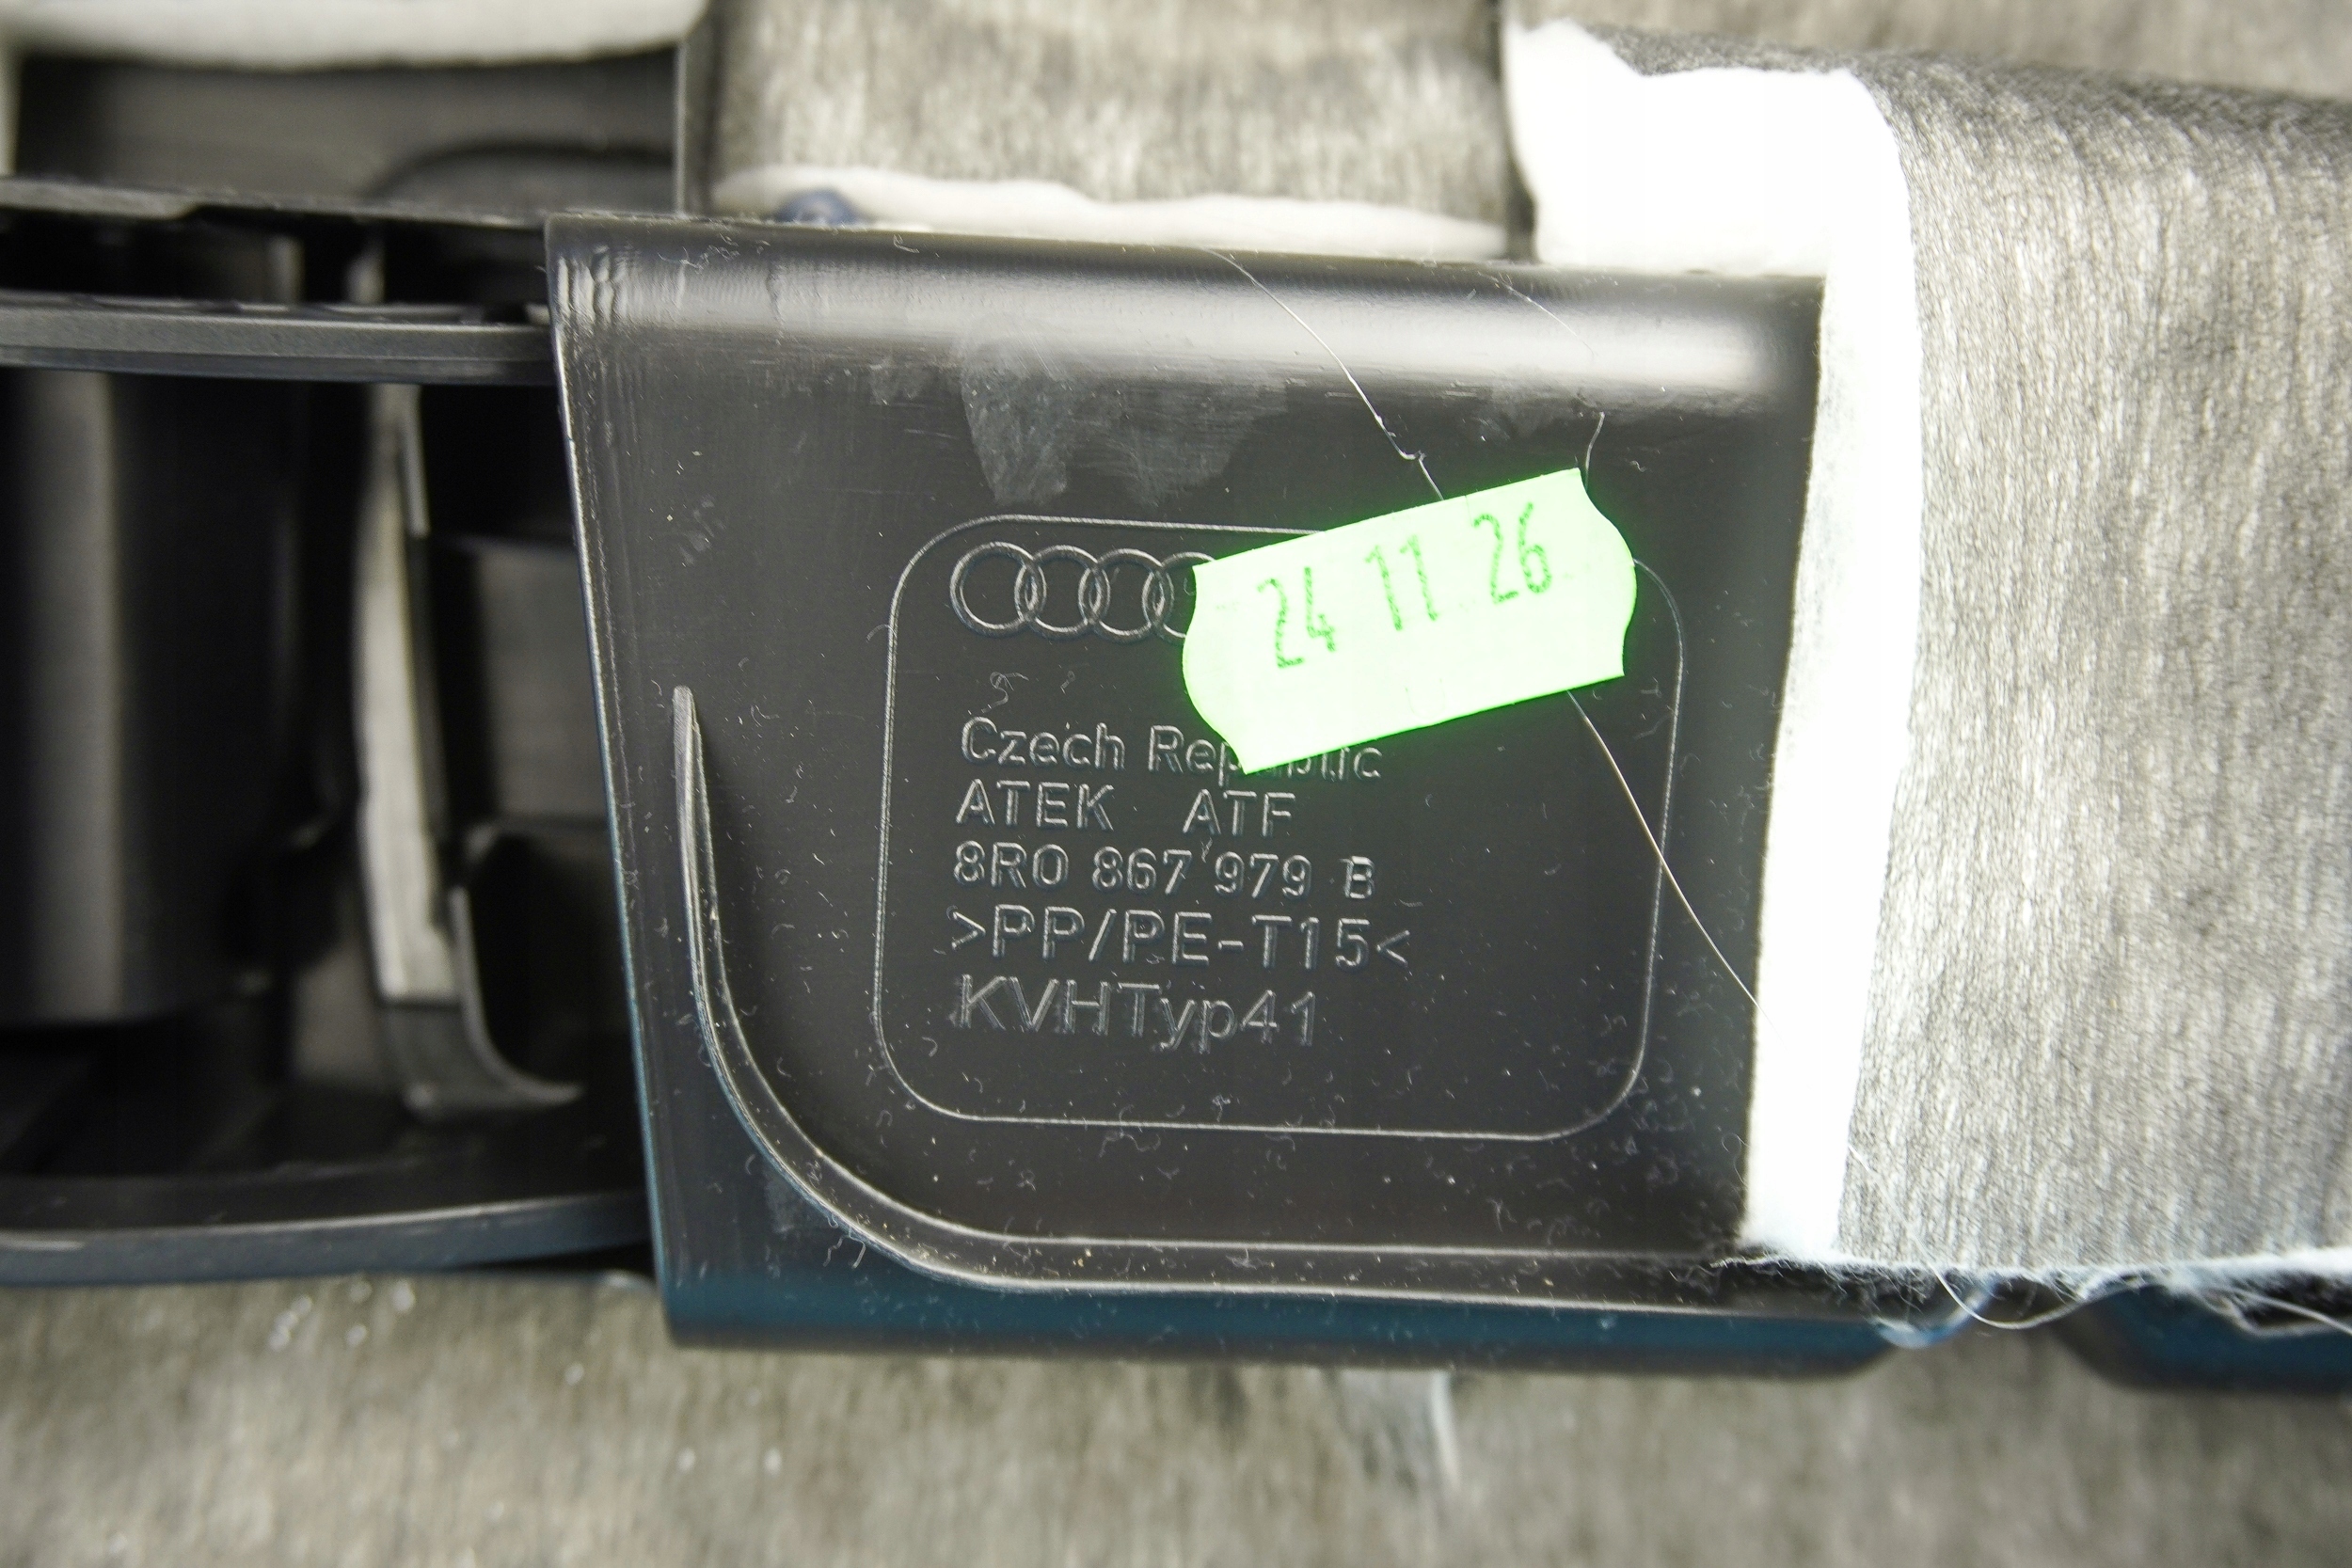 24 11 26
Czech Republic
ATEK ATF
8R0 867 979 B
>PP/PE-T15<
KVHTyp41